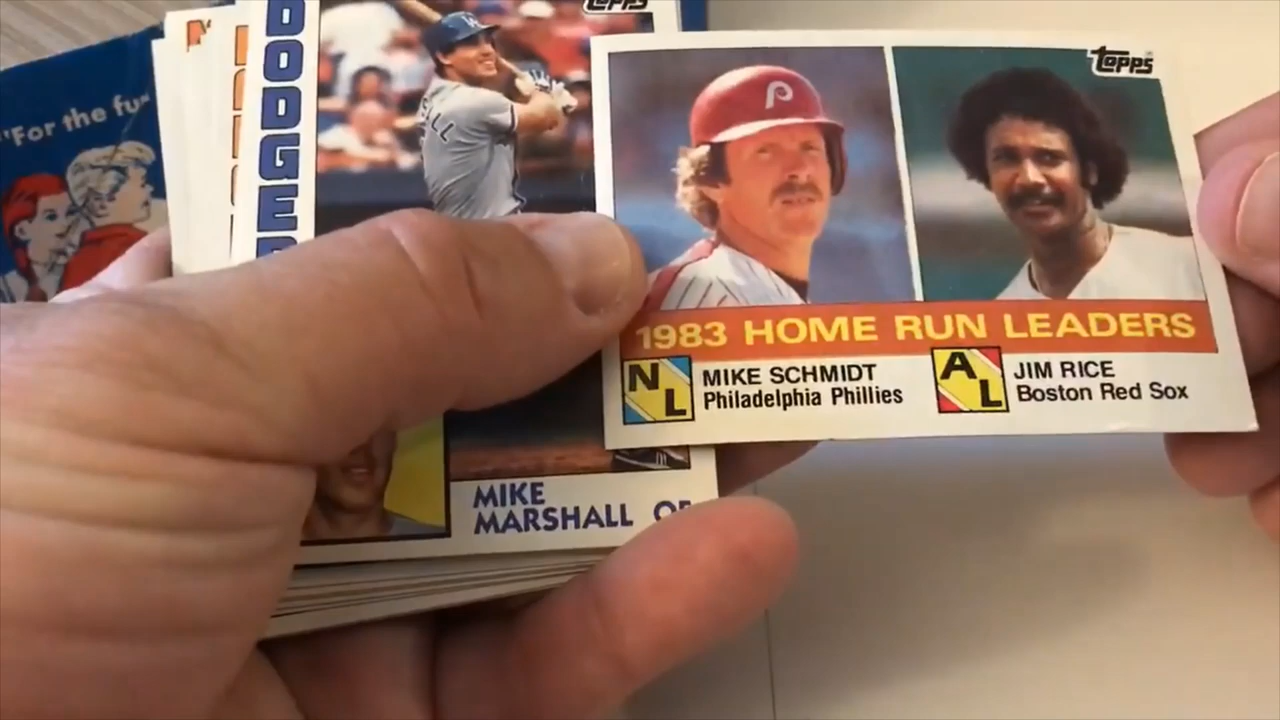 "For the fu
DODGE
TOPPS
TOPPS
P
1983 HOME RUN LEADERS
NL
MIKE SCHMIDT
Philadelphia Phillies
AL
JIM RICE
Boston Red Sox
MIKE
MARSHALL OF